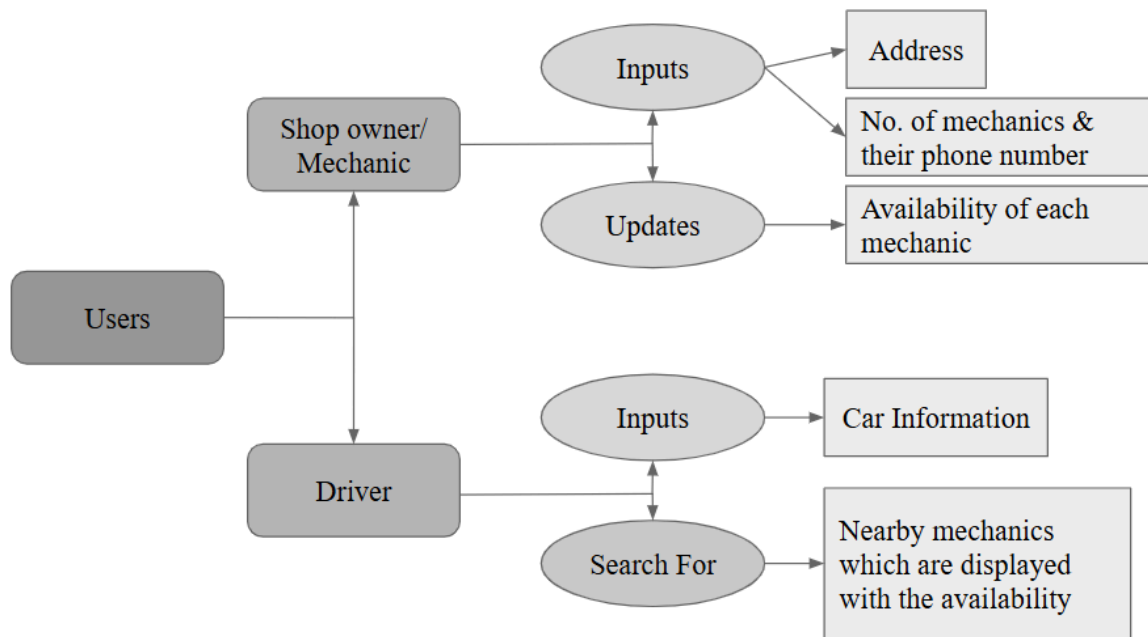 Inputs
Address
Shop owner/
Mechanic
No. of mechanics &
their phone number
Updates
Availability of each
mechanic
Users
Inputs
Car Information
Driver
Search For
Nearby mechanics
which are displayed
with the availability